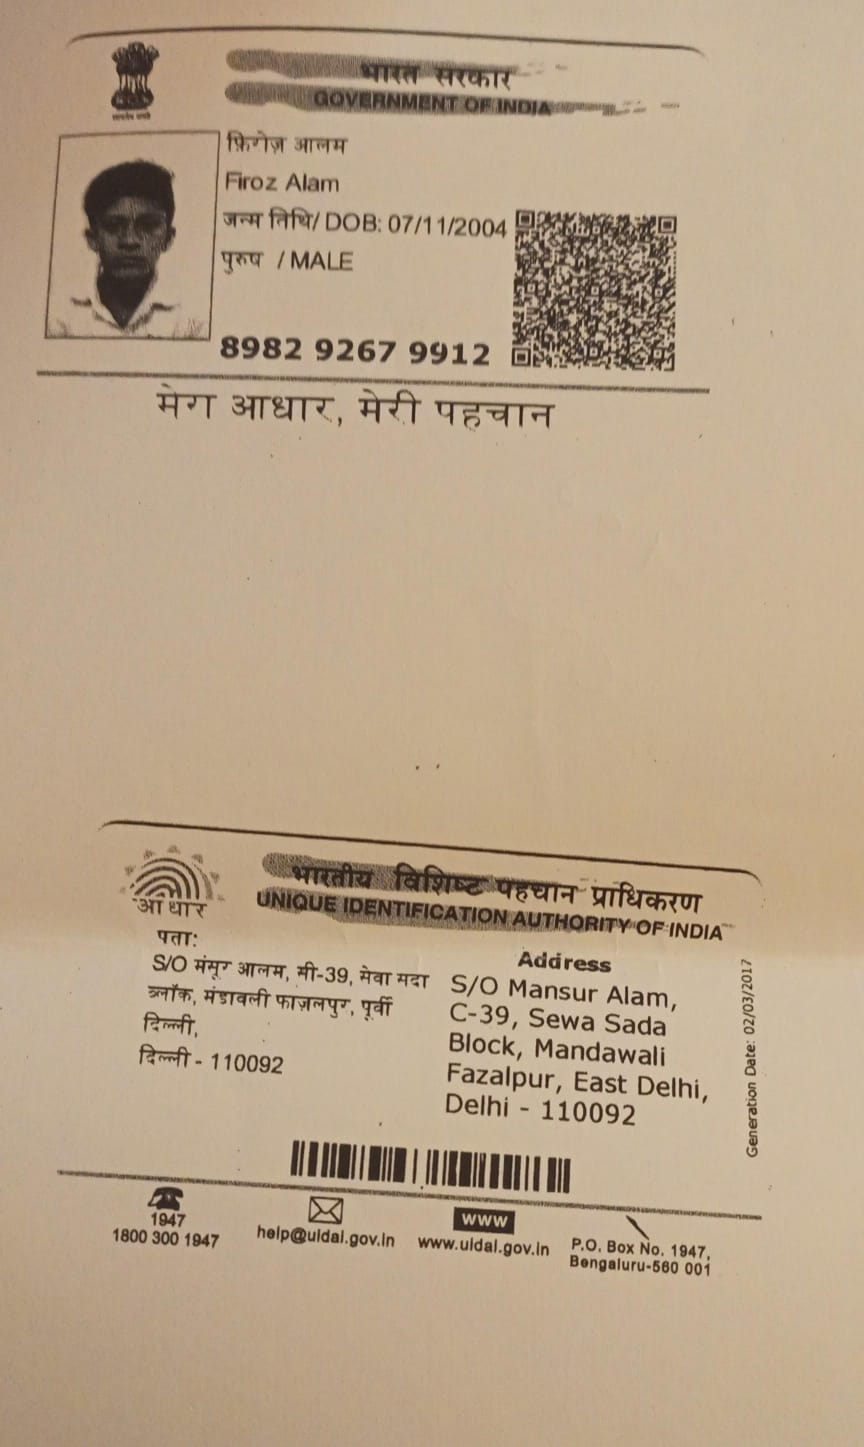 भारत सरकार
GOVERNMENT OF INDIA
फ़िरोज़ आलम
Firoz Alam
जन्म तिथि/ DOB: 07/11/2004
पुरुष / MALE
8982 9267 9912
मेरा आधार, मेरी पहचान
भारतीय विशिष्ट पहचान प्राधिकरण
UNIQUE IDENTIFICATION AUTHORITY OF INDIA
आधार
पता:
S/O मंसूर आलम, सी-39, सेवा सदा
ब्लॉक, मंडावली फाज़लपुर, पूर्वी
दिल्ली,
दिल्ली - 110092
Address
S/O Mansur Alam,
C-39, Sewa Sada
Block, Mandawali
Fazalpur, East Delhi,
Delhi - 110092
Generation Date: 02/03/2017
1947
1800 300 1947
help@uidai.gov.in
WWW
www.uidai.gov.in
P.O. Box No. 1947,
Bengaluru-560 001